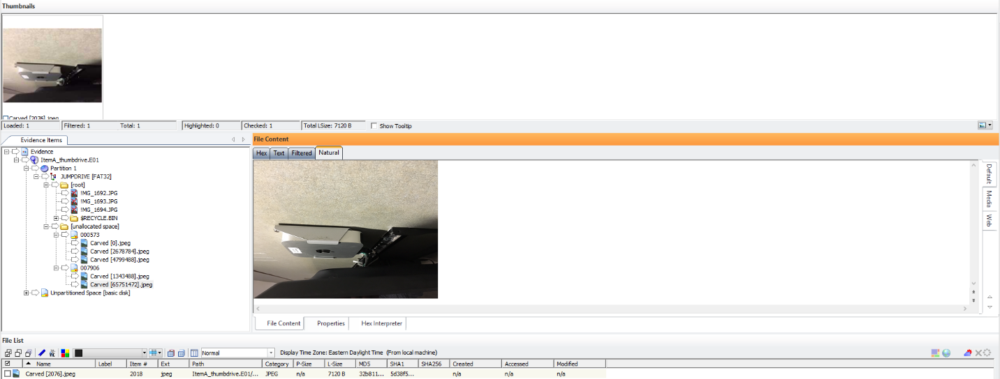 Thumbnails
Carved [2076].jpeg
Loaded: 1 Filtered: 1 Total: 1 Highlighted: 0 Checked: 1 Total LSize: 7120 B Show Tooltip
Evidence Items
File Content
Hex Text Filtered Natural
Evidence
ItemA_thumbdrive.E01
Partition 1
JUMPDRIVE [FAT32]
[root]
!MG_1692.JPG
!MG_1693.JPG
!MG_1694.JPG
$RECYCLE.BIN
[unallocated space]
000573
Carved [0].jpeg
Carved [2678784].jpeg
Carved [4799488].jpeg
007906
Carved [1343488].jpeg
Carved [65751472].jpeg
Unpartitioned Space [basic disk]
Default
Media
Web
File Content Properties Hex Interpreter
File List
Normal Display Time Zone: Eastern Daylight Time (From local machine)
Name Label Item # Ext Path Category P-Size L-Size MD5 SHA1 SHA256 Created Accessed Modified
Carved [2076].jpeg 2018 jpeg ItemA_thumbdrive.E01/... JPEG n/a 7120 B 32b811... 5d38f5... n/a n/a n/a